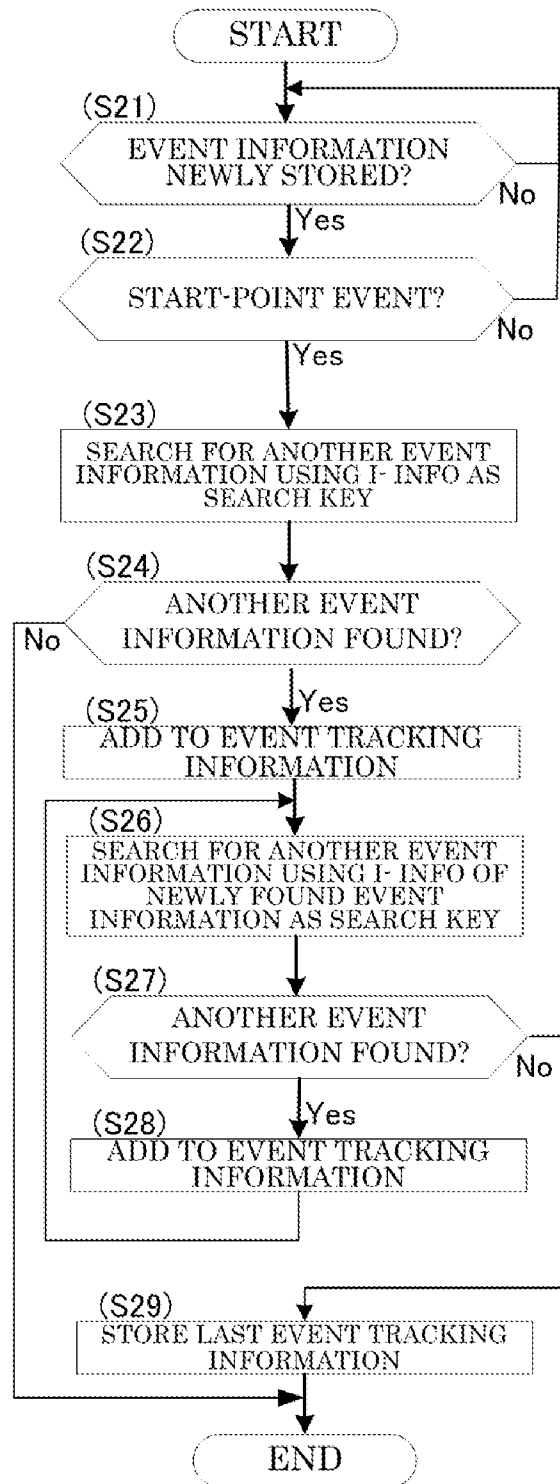 START
(S21)
EVENT INFORMATION
NEWLY STORED?
No
Yes
(S22)
START-POINT EVENT?
No
Yes
(S23)
SEARCH FOR ANOTHER EVENT
INFORMATION USING I- INFO AS
SEARCH KEY
(S24)
ANOTHER EVENT
INFORMATION FOUND?
No
Yes
(S25)
ADD TO EVENT TRACKING
INFORMATION
(S26)
SEARCH FOR ANOTHER EVENT
INFORMATION USING I- INFO OF
NEWLY FOUND EVENT
INFORMATION AS SEARCH KEY
(S27)
ANOTHER EVENT
INFORMATION FOUND?
No
Yes
(S28)
ADD TO EVENT TRACKING
INFORMATION
(S29)
STORE LAST EVENT TRACKING
INFORMATION
END